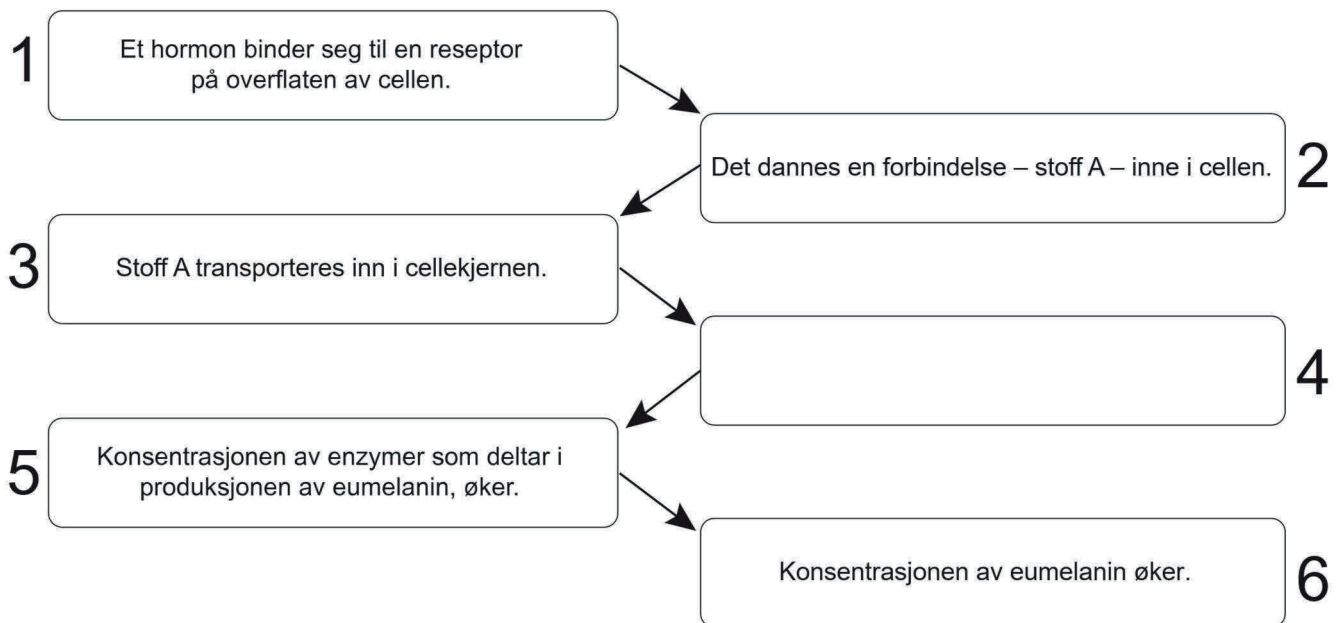 1
Et hormon binder seg til en reseptor
på overflaten av cellen.
Det dannes en forbindelse – stoff A – inne i cellen.
2
3
Stoff A transporteres inn i cellekjernen.
4
5
Konsentrasjonen av enzymer som deltar i
produksjonen av eumelanin, øker.
Konsentrasjonen av eumelanin øker.
6